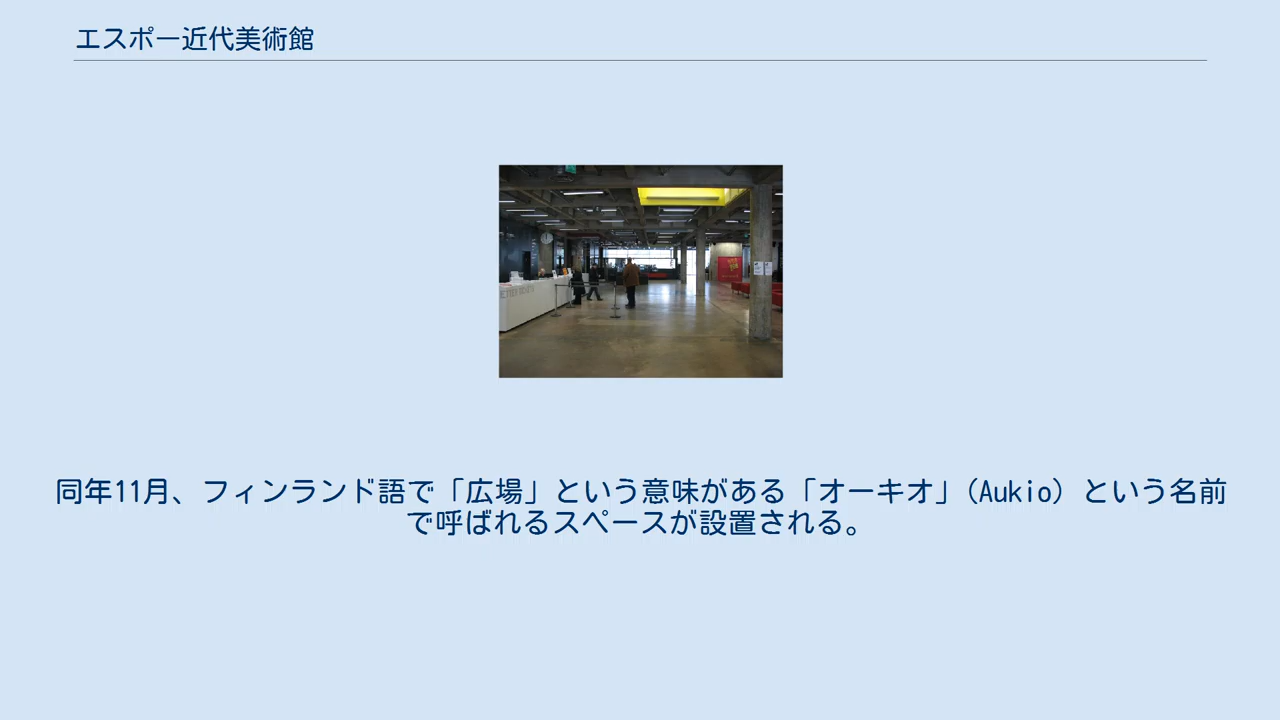 エスポー近代美術館
同年11月、フィンランド語で「広場」という意味がある「オーキオ」(Aukio) という名前
で呼ばれるスペースが設置される。